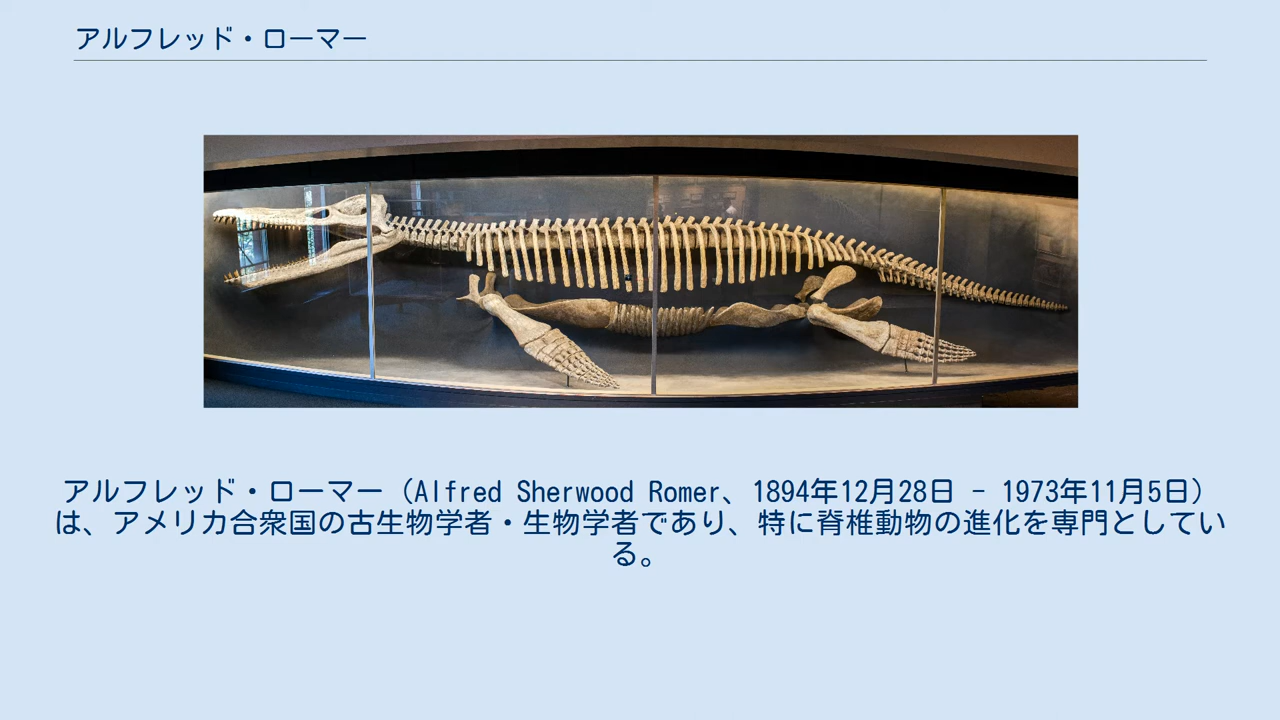 アルフレッド・ローマー
アルフレッド・ローマー（Alfred Sherwood Romer、1894年12月28日 - 1973年11月5日）
は、アメリカ合衆国の古生物学者・生物学者であり、特に脊椎動物の進化を専門としてい
る。